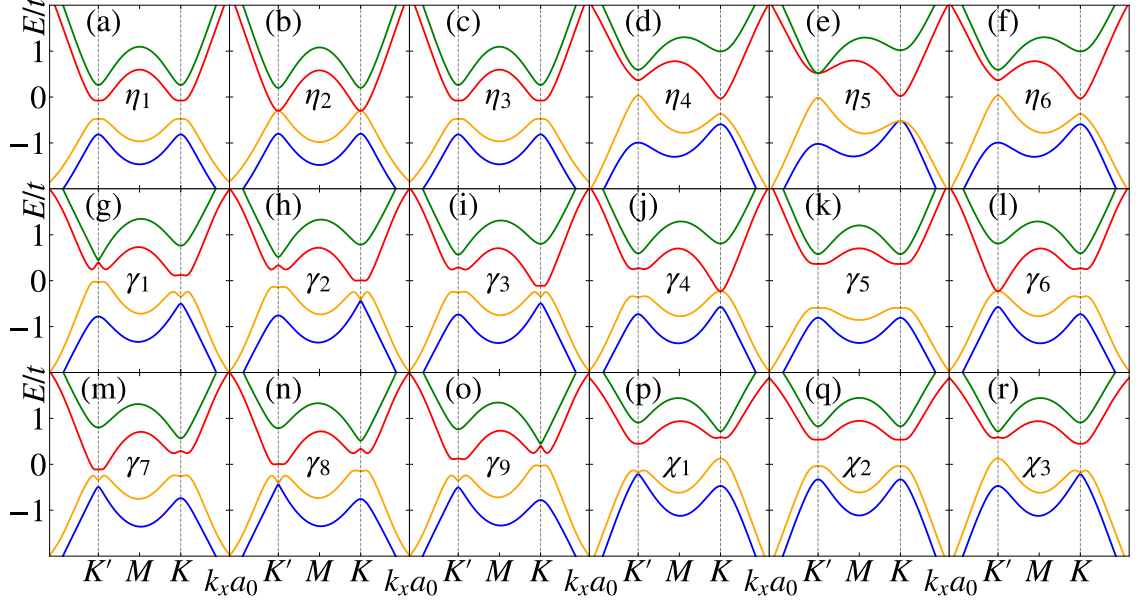 E/t (a) (b) (c) (d) (e) (f)
1
0 η1 η2 η3 η4 η5 η6
−1
E/t (g) (h) (i) (j) (k) (l)
1
0 γ1 γ2 γ3 γ4 γ5 γ6
−1
E/t (m) (n) (o) (p) (q) (r)
1
0 γ7 γ8 γ9 χ1 χ2 χ3
−1
K′ M K kxa0 K′ M K kxa0 K′ M K kxa0 K′ M K kxa0 K′ M K kxa0 K′ M K kxa0